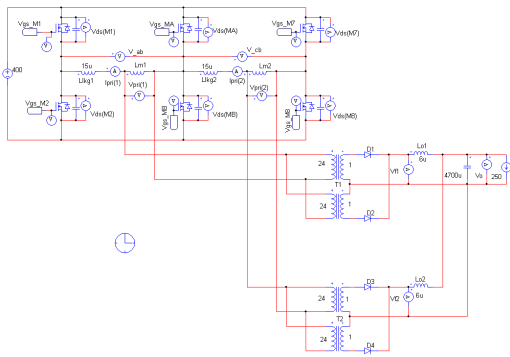 Vgs_M1
Vds(M1)
Vgs_MA
Vds(MA)
Vgs_M7
Vds(M7)
V_ab
V_cb
400
15u
Llkg1
Ipri(1)
Lm1
Vpri(1)
15u
Llkg2
Ipri(2)
Lm2
Vpri(2)
Vgs_M2
Vds(M2)
Vgs_MB
Vds(MB)
Vgs_M8
Vds(M8)
24
1
T1
24
1
D1
D2
Vf1
Lo1
6u
4700u
Vo
250
24
1
T2
24
1
D3
D4
Vf2
Lo2
6u